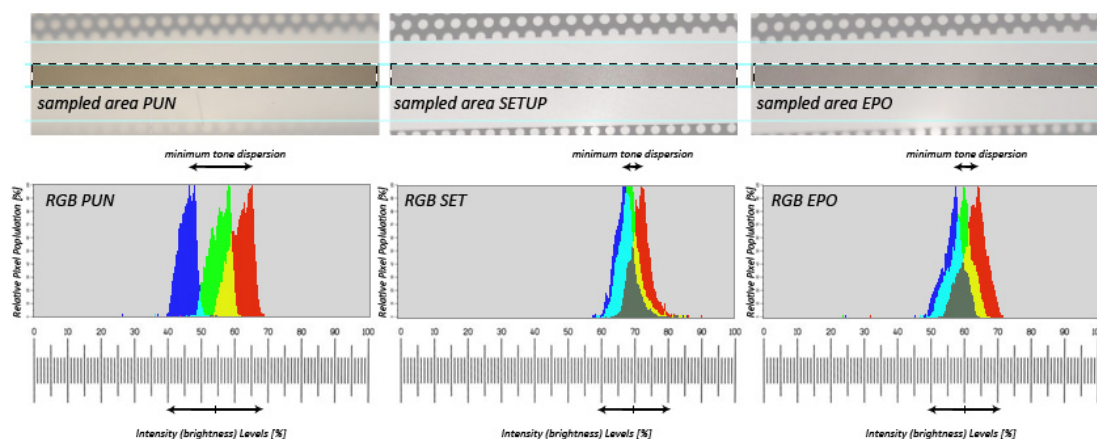 sampled area PUN
sampled area SETUP
sampled area EPO
minimum tone dispersion
minimum tone dispersion
minimum tone dispersion
RGB PUN
RGB SET
RGB EPO
Relative Pixel Poplulation [%]
Relative Pixel Poplulation [%]
Relative Pixel Poplulation [%]
0 10 20 30 40 50 60 70 80 90 100
0 10 20 30 40 50 60 70 80 90 100
0 10 20 30 40 50 60 70 80 90 100
Intensity (brightness) Levels [%]
Intensity (brightness) Levels [%]
Intensity (brightness) Levels [%]